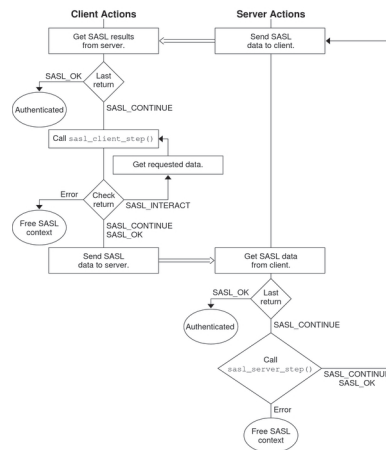 Client Actions
Server Actions
Get SASL results
from server.
Send SASL
data to client.
SASL_OK
Last
return
Authenticated
SASL_CONTINUE
Call sasl_client_step()
Get requested data.
Error
Check
return
SASL_INTERACT
Free SASL
context
SASL_CONTINUE
SASL_OK
Send SASL
data to server.
Get SASL data
from client.
SASL_OK
Last
return
Authenticated
SASL_CONTINUE
Call
sasl_server_step()
SASL_CONTINUE
SASL_OK
Error
Free SASL
context